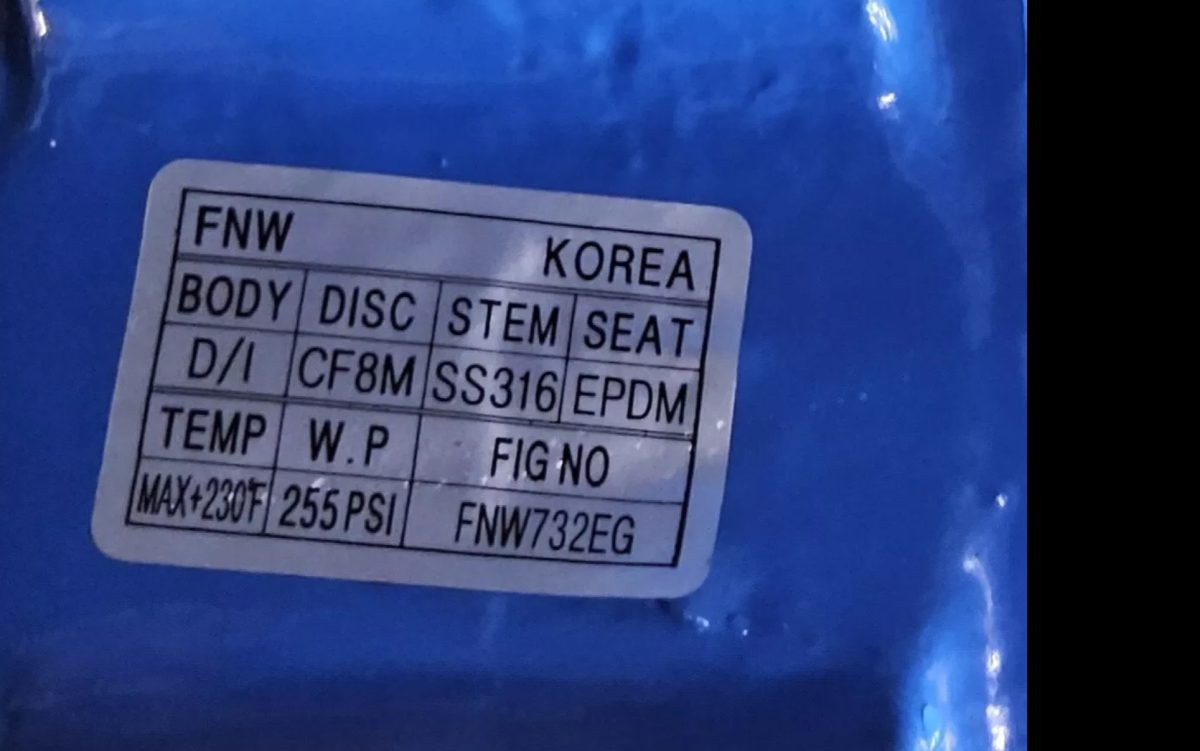 FNW KOREA
BODY DISC STEM SEAT
D/I CF8M SS316 EPDM
TEMP W.P FIG NO
MAX+230°F 255 PSI FNW732EG